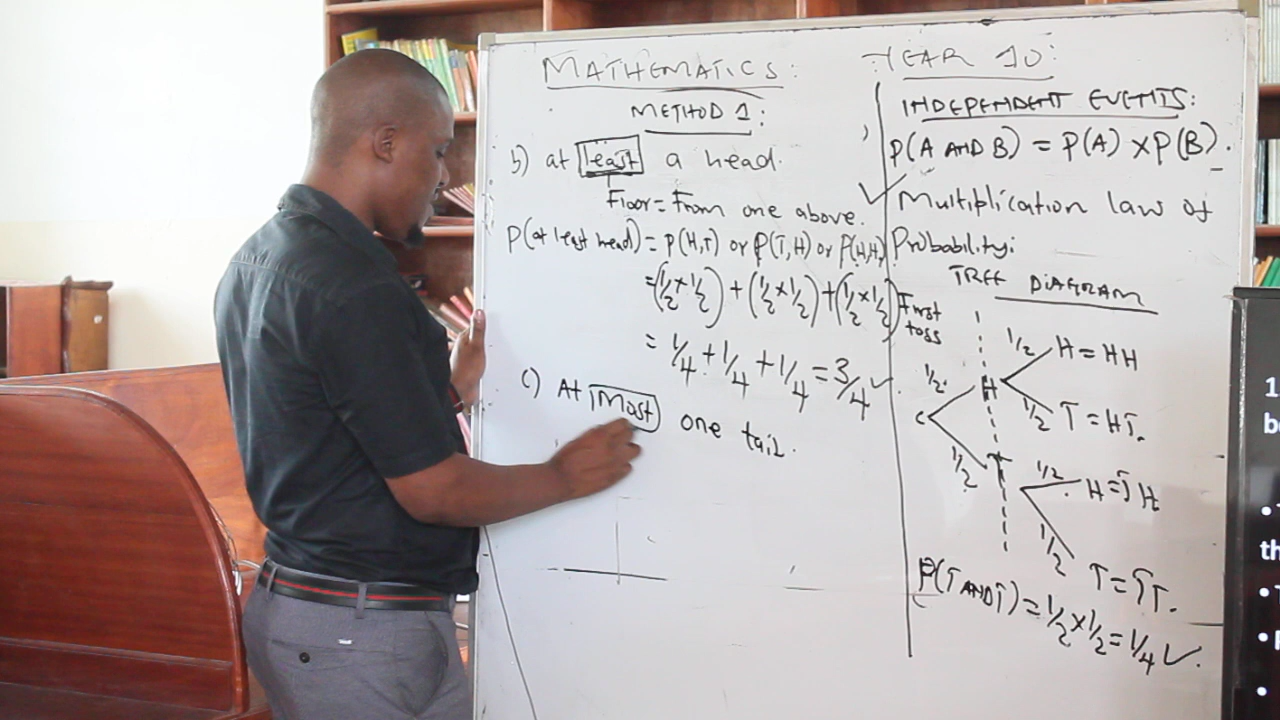 MATHEMATICS:
YEAR 10:
METHOD 1:
b) at least a head.
Floor = From one above.
P(at least head) = P(H,T) or P(T,H) or P(H,H)
= (1/2 × 1/2) + (1/2 × 1/2) + (1/2 × 1/2)
= 1/4 + 1/4 + 1/4 = 3/4 ✓.
c) At Most one tail.
INDEPENDENT EVENTS:
P(A AND B) = P(A) × P(B).
✓ Multiplication law of
Probability:
TREE DIAGRAM
First
toss
1/2 H = HH
1/2 H
1/2 T = HT.
C
1/2 T
1/2 H = TH
1/2
T = TT.
P(T AND T) = 1/2 × 1/2 = 1/4 ✓.
1
be
th